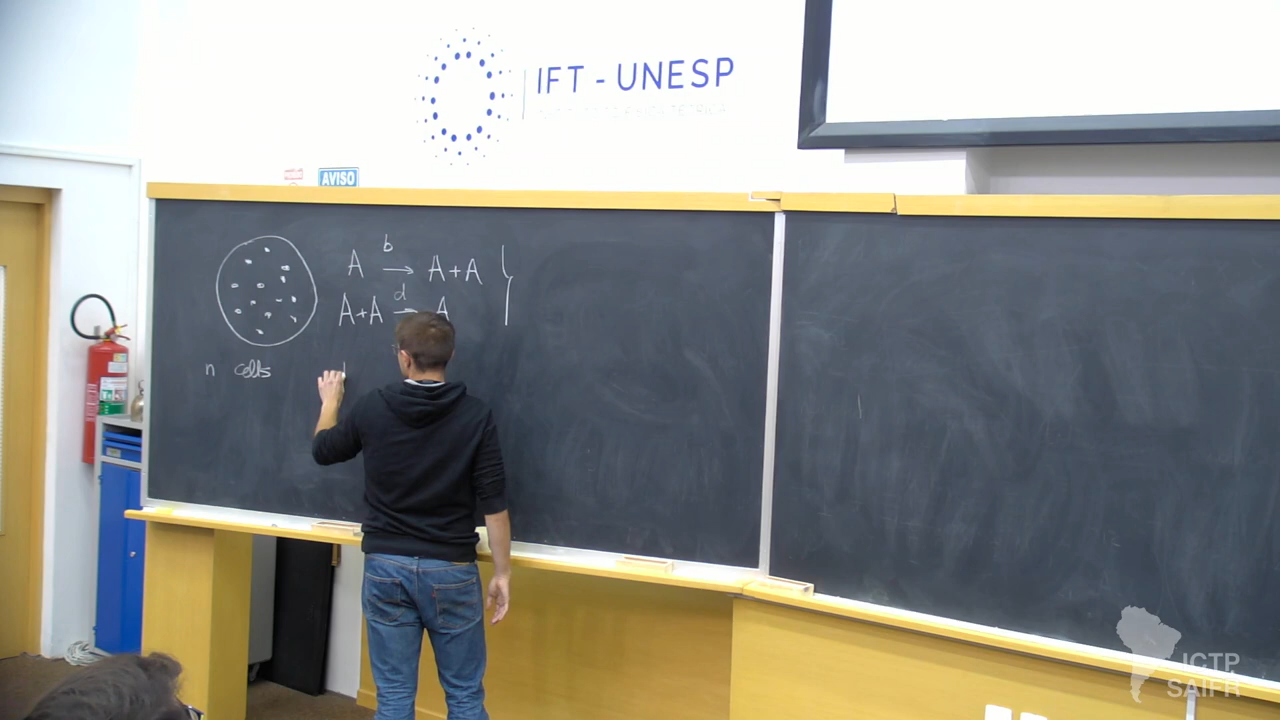 IFT - UNESP
AVISO
b
A → A+A
d
A+A → A
n cells
ICTP
SAIFR